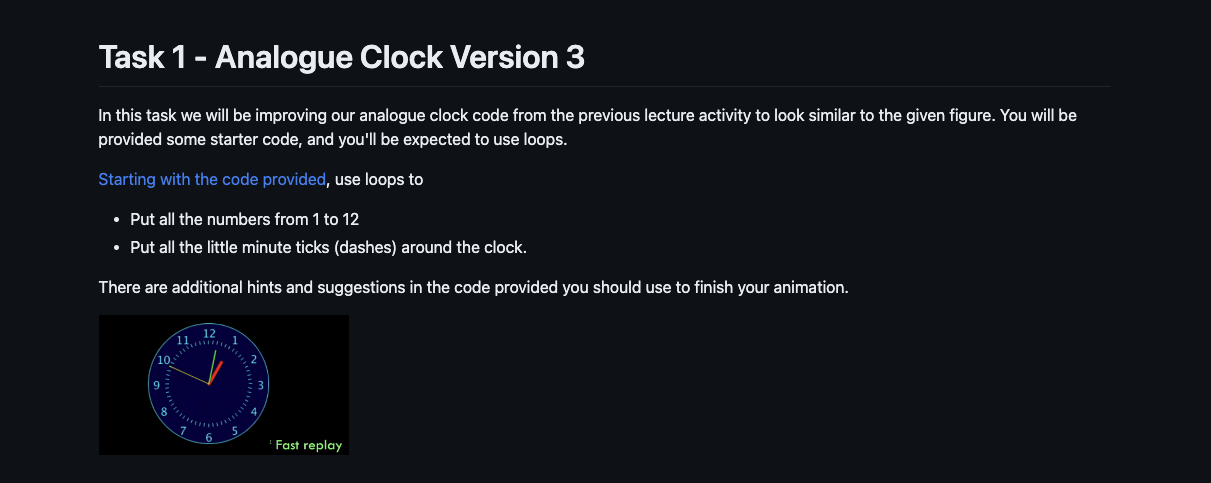 Task 1 - Analogue Clock Version 3
In this task we will be improving our analogue clock code from the previous lecture activity to look similar to the given figure. You will be
provided some starter code, and you'll be expected to use loops.
Starting with the code provided, use loops to
• Put all the numbers from 1 to 12
• Put all the little minute ticks (dashes) around the clock.
There are additional hints and suggestions in the code provided you should use to finish your animation.
12
11 1
10 2
9 3
8 4
7 5
6
Fast replay